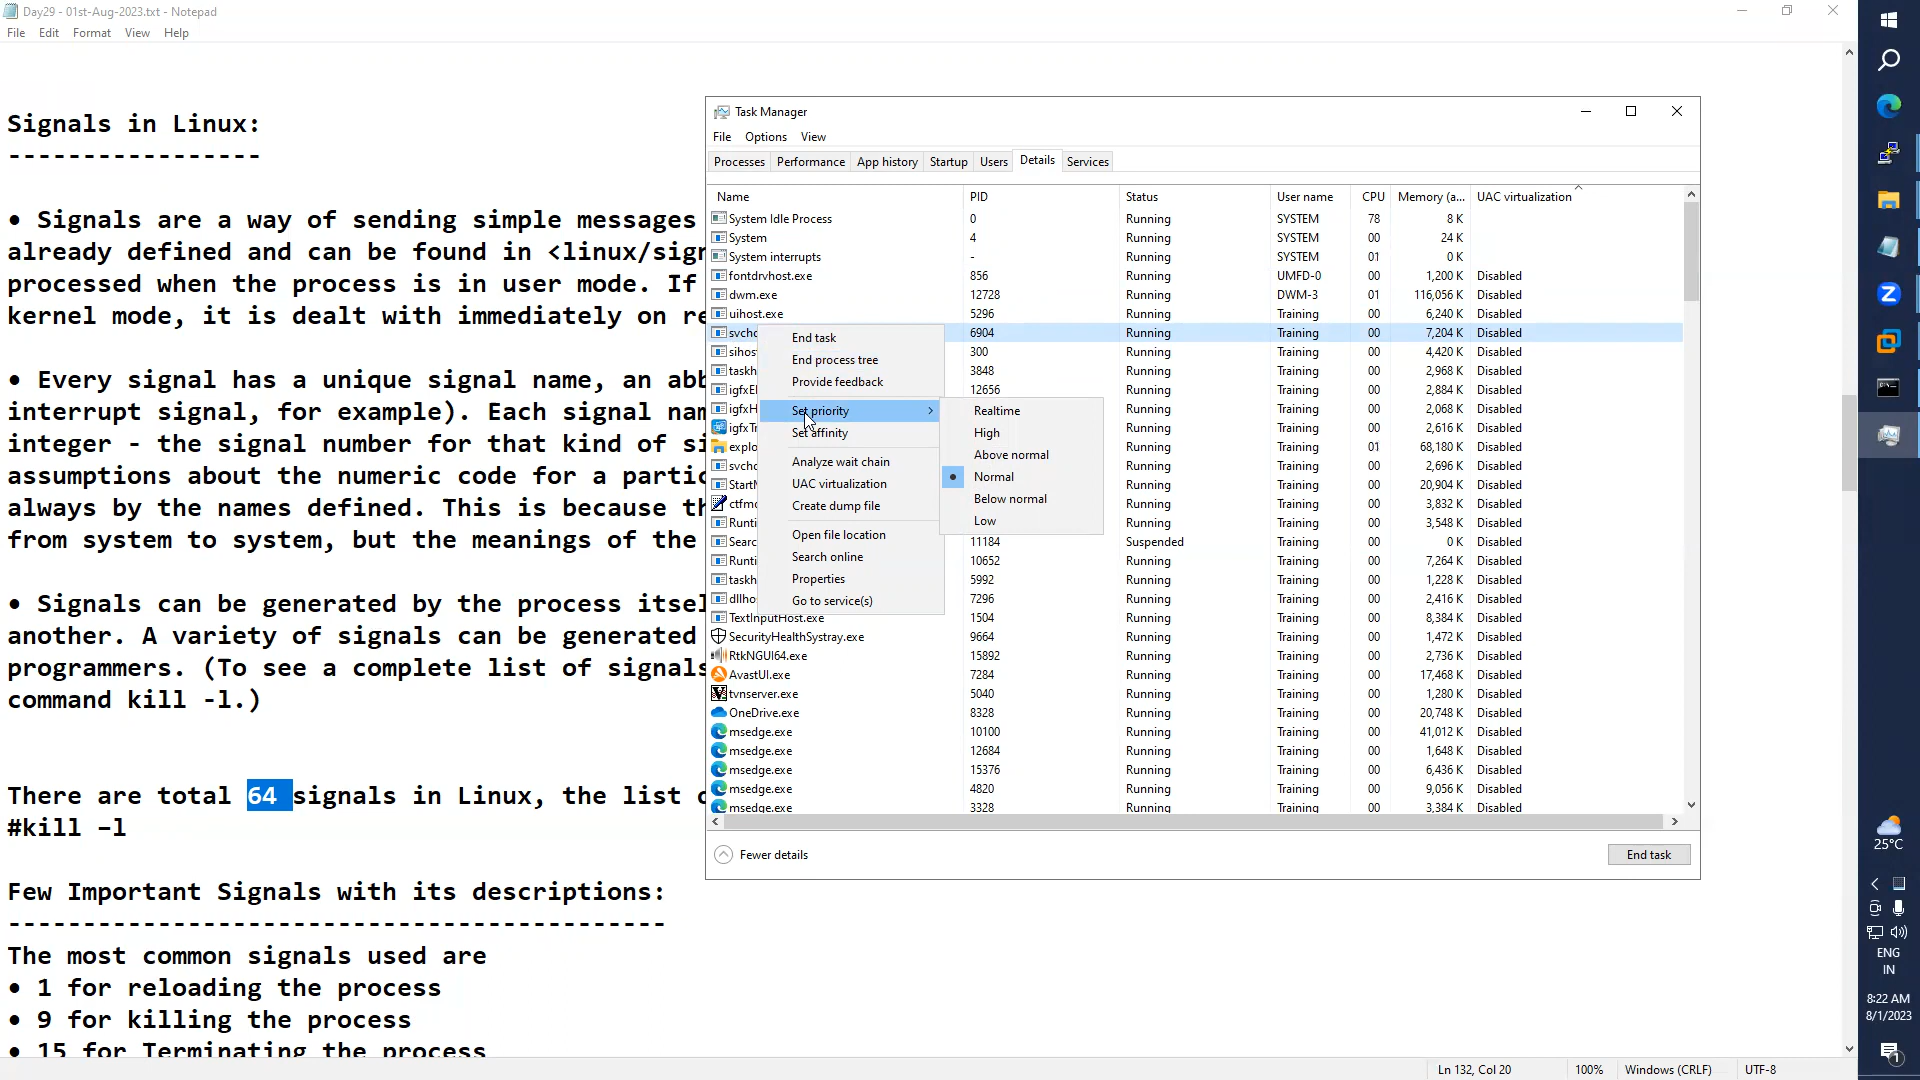 Day29 - 01st-Aug-2023.txt - Notepad
File Edit Format View Help
Signals in Linux:
-----------------
• Signals are a way of sending simple messages
already defined and can be found in <linux/sigr
processed when the process is in user mode. If
kernel mode, it is dealt with immediately on re
• Every signal has a unique signal name, an abb
interrupt signal, for example). Each signal nam
integer - the signal number for that kind of si
assumptions about the numeric code for a partic
always by the names defined. This is because th
from system to system, but the meanings of the
• Signals can be generated by the process itsel
another. A variety of signals can be generated
programmers. (To see a complete list of signals
command kill -l.)
There are total 64 signals in Linux, the list o
#kill –l
Few Important Signals with its descriptions:
--------------------------------------------
The most common signals used are
• 1 for reloading the process
• 9 for killing the process
• 15 for Terminating the process
Task Manager
File Options View
Processes Performance App history Startup Users Details Services
Name PID Status User name CPU Memory (a... UAC virtualization
System Idle Process 0 Running SYSTEM 78 8 K
System 4 Running SYSTEM 00 24 K
System interrupts - Running SYSTEM 01 0 K
fontdrvhost.exe 856 Running UMFD-0 00 1,200 K Disabled
dwm.exe 12728 Running DWM-3 01 116,056 K Disabled
uihost.exe 5296 Running Training 00 6,240 K Disabled
svcho 6904 Running Training 00 7,204 K Disabled
sihos 300 Running Training 00 4,420 K Disabled
taskh 3848 Running Training 00 2,968 K Disabled
igfxE 12656 Running Training 00 2,884 K Disabled
igfxH Running Training 00 2,068 K Disabled
igfxTr Running Training 00 2,616 K Disabled
explo Running Training 01 68,180 K Disabled
svcho Running Training 00 2,696 K Disabled
StartM Running Training 00 20,904 K Disabled
ctfmo Running Training 00 3,832 K Disabled
Runti Running Training 00 3,548 K Disabled
Searc 11184 Suspended Training 00 0 K Disabled
Runti 10652 Running Training 00 7,264 K Disabled
taskh 5992 Running Training 00 1,228 K Disabled
dllho 7296 Running Training 00 2,416 K Disabled
TextInputHost.exe 1504 Running Training 00 8,384 K Disabled
SecurityHealthSystray.exe 9664 Running Training 00 1,472 K Disabled
RtkNGUI64.exe 15892 Running Training 00 2,736 K Disabled
AvastUI.exe 7284 Running Training 00 17,468 K Disabled
tvnserver.exe 5040 Running Training 00 1,280 K Disabled
OneDrive.exe 8328 Running Training 00 20,748 K Disabled
msedge.exe 10100 Running Training 00 41,012 K Disabled
msedge.exe 12684 Running Training 00 1,648 K Disabled
msedge.exe 15376 Running Training 00 6,436 K Disabled
msedge.exe 4820 Running Training 00 9,056 K Disabled
msedge.exe 3328 Running Training 00 3,384 K Disabled
Fewer details
End task
End task
End process tree
Provide feedback
Set priority
Set affinity
Analyze wait chain
UAC virtualization
Create dump file
Open file location
Search online
Properties
Go to service(s)
Realtime
High
Above normal
Normal
Below normal
Low
Ln 132, Col 20 100% Windows (CRLF) UTF-8
25°C
ENG
IN
8:22 AM
8/1/2023
1